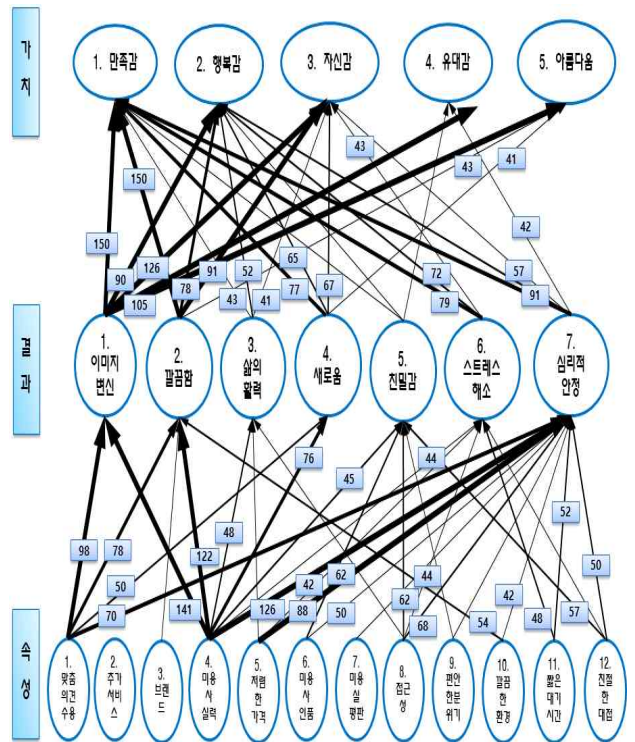 가
치
1. 만족감
2. 행복감
3. 자신감
4. 유대감
5. 아름다움
43
43
41
150
42
150
126
91
52
65
72
57
90
78
77
67
105
43
41
79
91
결
과
1.
이미지
변신
2.
깔끔함
3.
삶의
활력
4.
새로움
5.
친밀감
6.
스트레스
해소
7.
심리적
안정
76
44
45
52
48
98
78
122
62
44
50
50
42
42
70
141
126
88
50
62
68
54
48
57
속
성
1.
맞춤
의견
수용
2.
추가
서비
스
3.
브랜
드
4.
미용
사
실력
5.
저렴
한
가격
6.
미용
사
인품
7.
미용
실
평판
8.
접근
성
9.
편안
한분
위기
10.
깔끔
한
환경
11.
짧은
대기
시간
12.
친절
한
대접